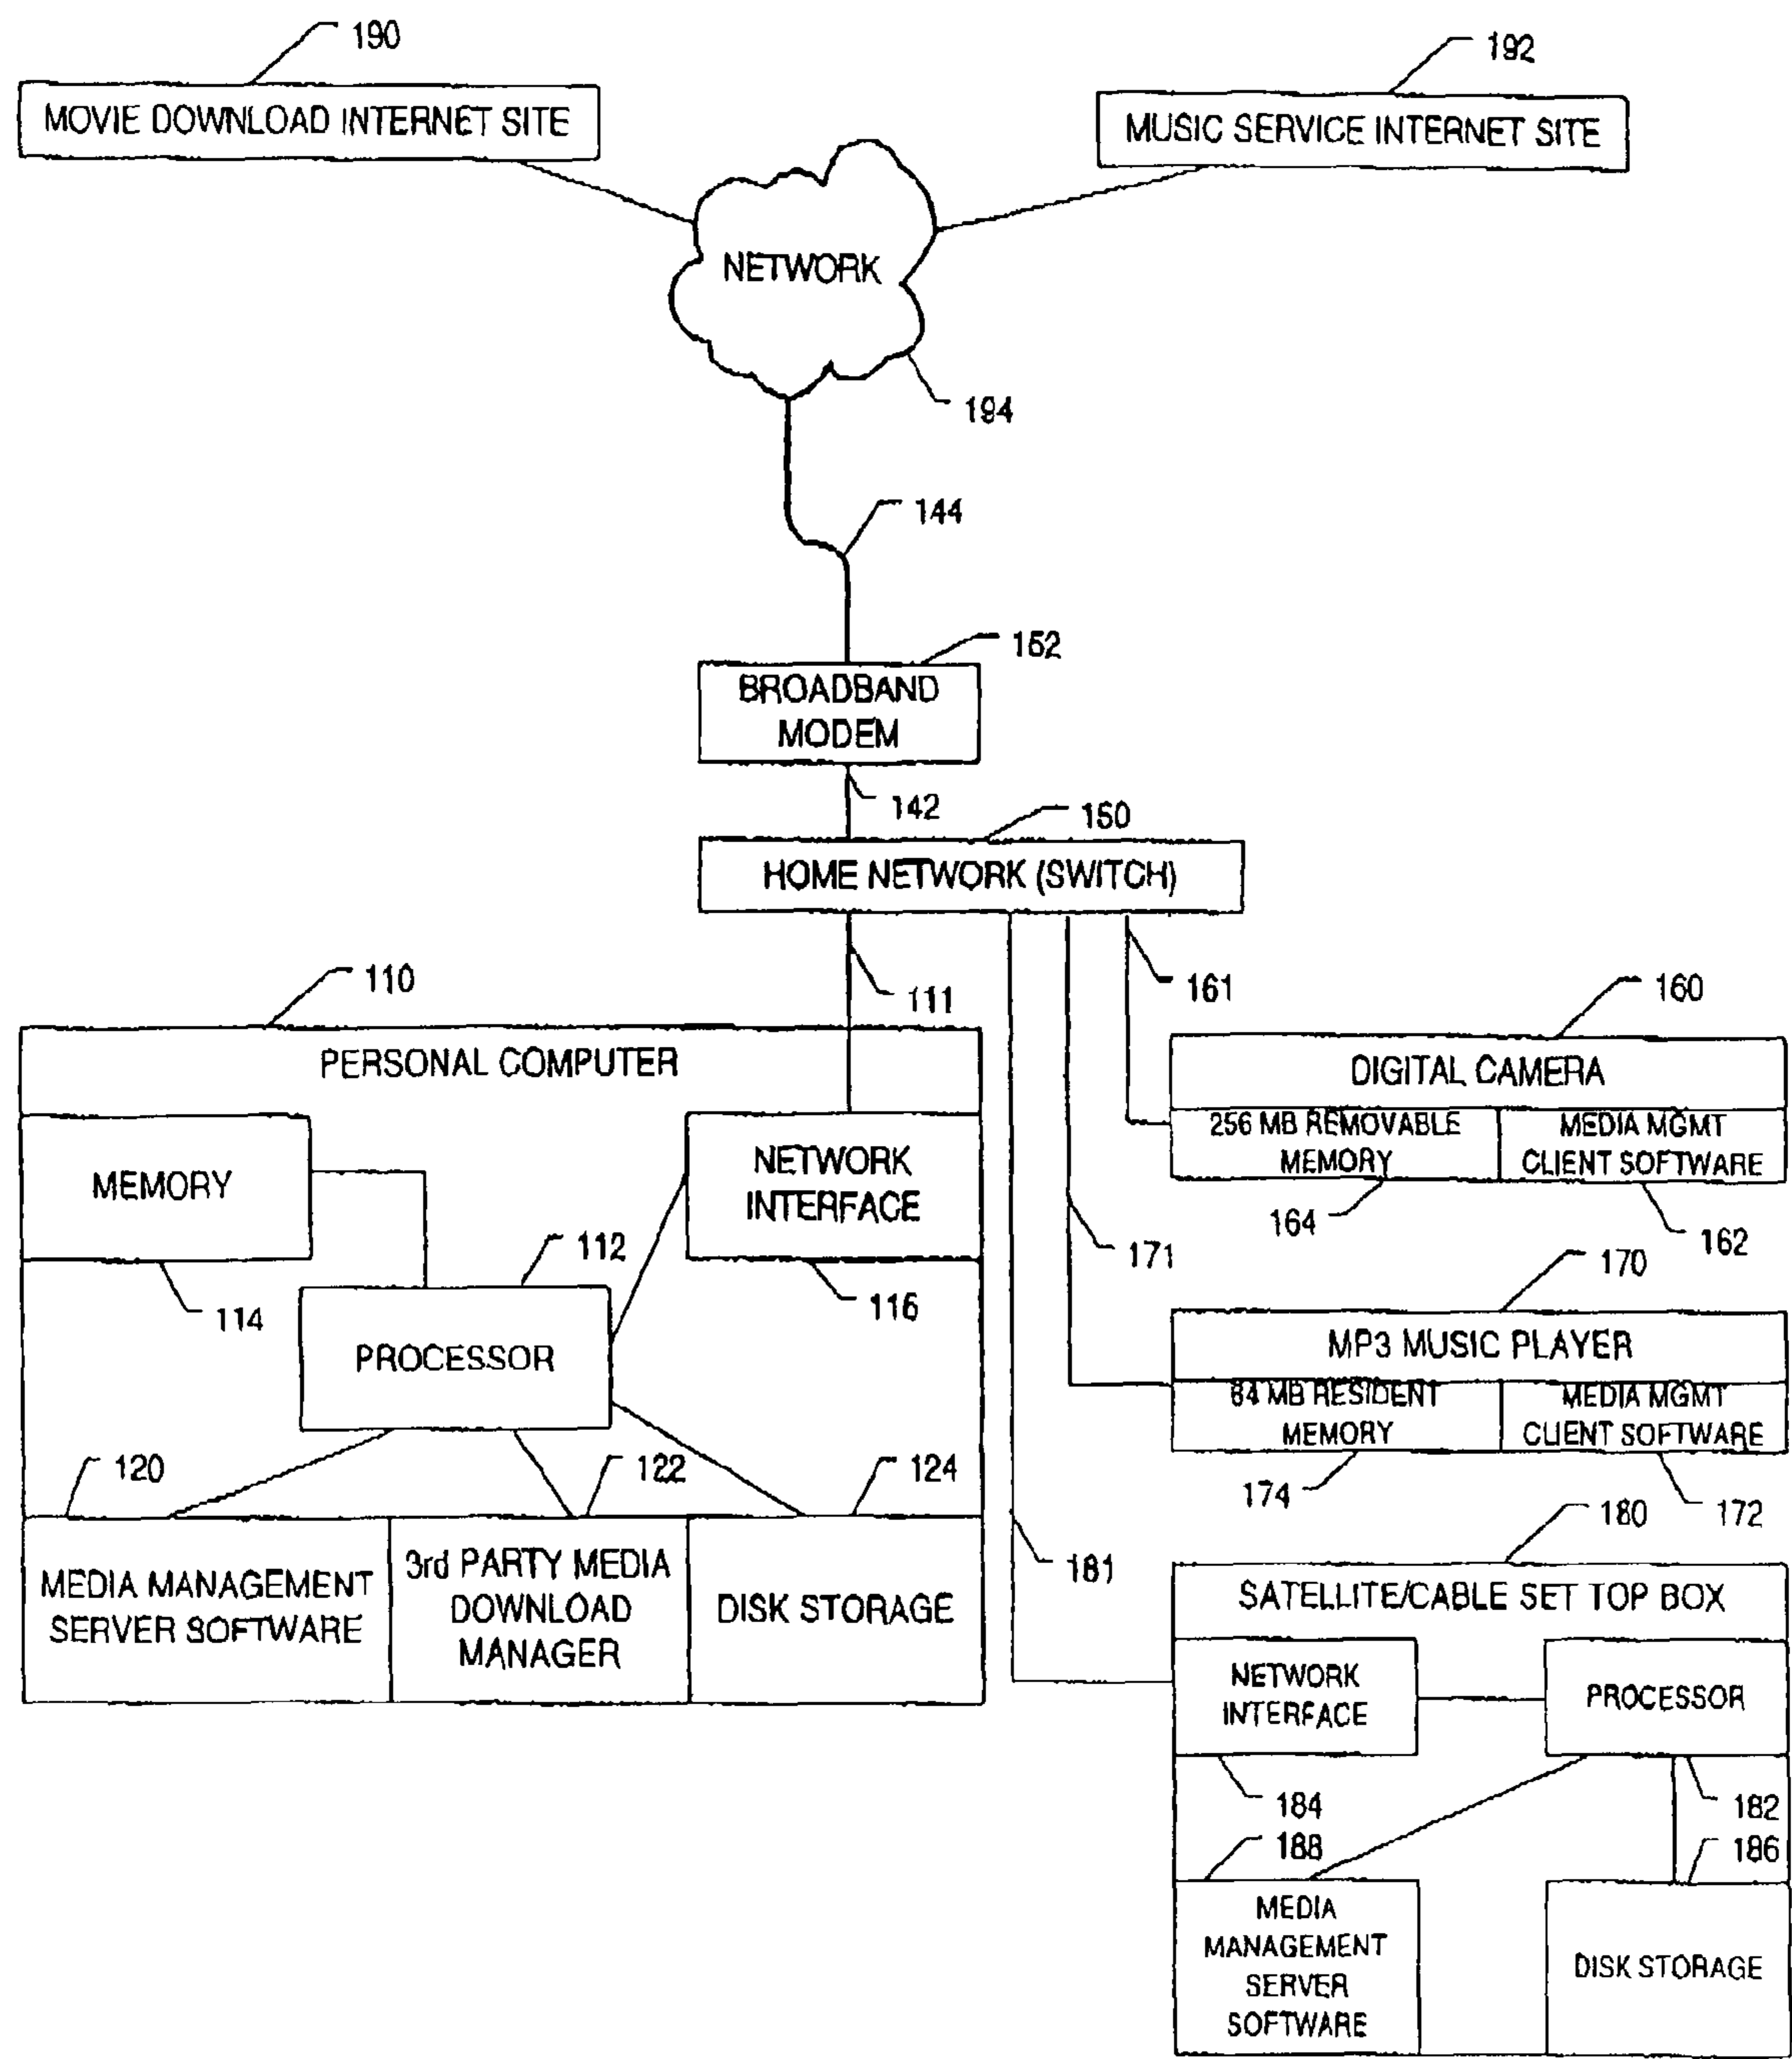 190
192
MOVIE DOWNLOAD INTERNET SITE
MUSIC SERVICE INTERNET SITE
NETWORK
194
144
152
BROADBAND
MODEM
142
150
HOME NETWORK (SWITCH)
110
111
161
160
PERSONAL COMPUTER
DIGITAL CAMERA
256 MB REMOVABLE
MEMORY
MEDIA MGMT
CLIENT SOFTWARE
164
162
MEMORY
NETWORK
INTERFACE
112
114
116
171
170
PROCESSOR
MP3 MUSIC PLAYER
64 MB RESIDENT
MEMORY
MEDIA MGMT
CLIENT SOFTWARE
174
172
120
122
124
180
181
MEDIA MANAGEMENT
SERVER SOFTWARE
3rd PARTY MEDIA
DOWNLOAD
MANAGER
DISK STORAGE
SATELLITE/CABLE SET TOP BOX
NETWORK
INTERFACE
PROCESSOR
184
182
188
186
MEDIA
MANAGEMENT
SERVER
SOFTWARE
DISK STORAGE